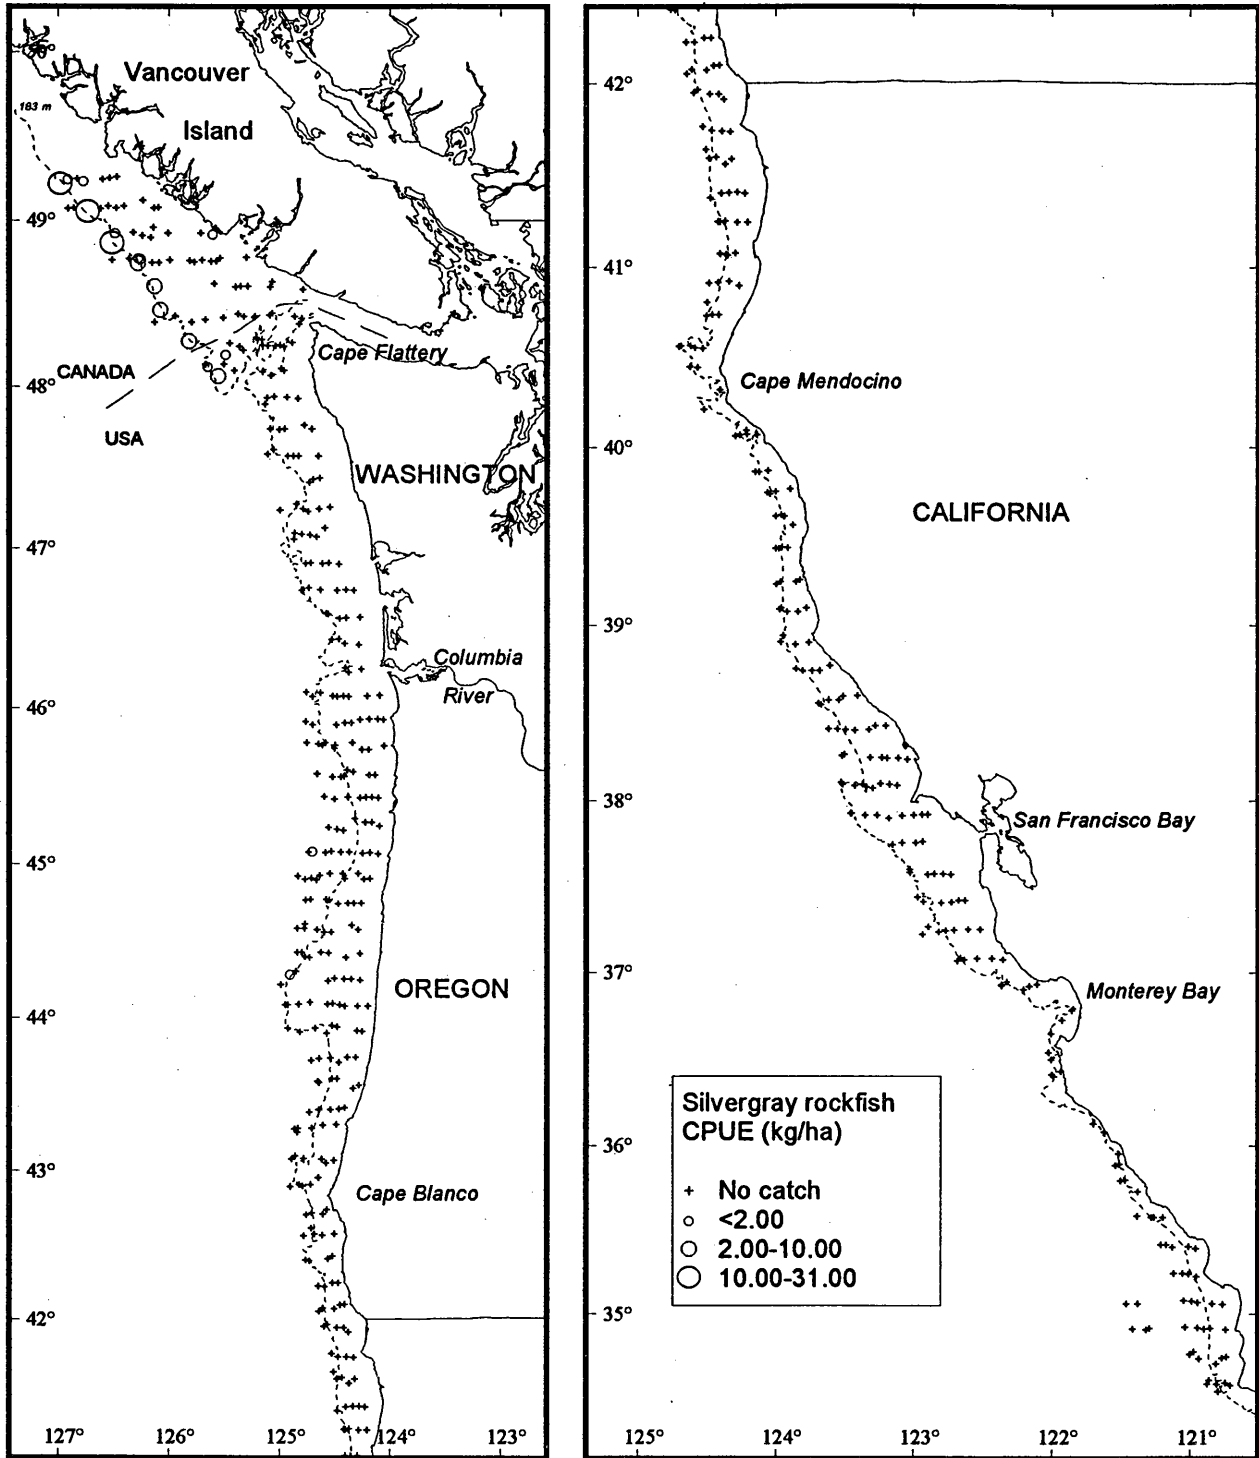 Vancouver
Island
183 m
49°
CANADA
Cape Flattery
48°
USA
WASHINGTON
47°
Columbia
River
46°
45°
OREGON
44°
43°
Cape Blanco
42°
127°
126°
125°
124°
123°
42°
41°
Cape Mendocino
40°
CALIFORNIA
39°
38°
San Francisco Bay
37°
Monterey Bay
Silvergray rockfish
CPUE (kg/ha)
No catch
<2.00
2.00-10.00
10.00-31.00
36°
35°
125°
124°
123°
122°
121°